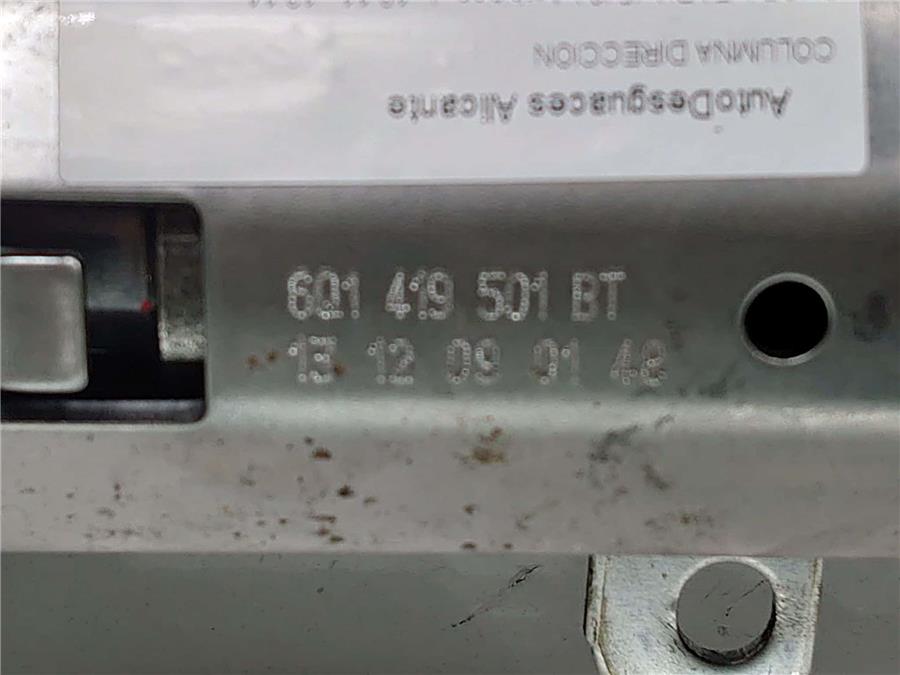 AutoDesguaces Alicante
COLUMNA DIRECCION
6Q1 419 501 BT
13 12 09 01 48